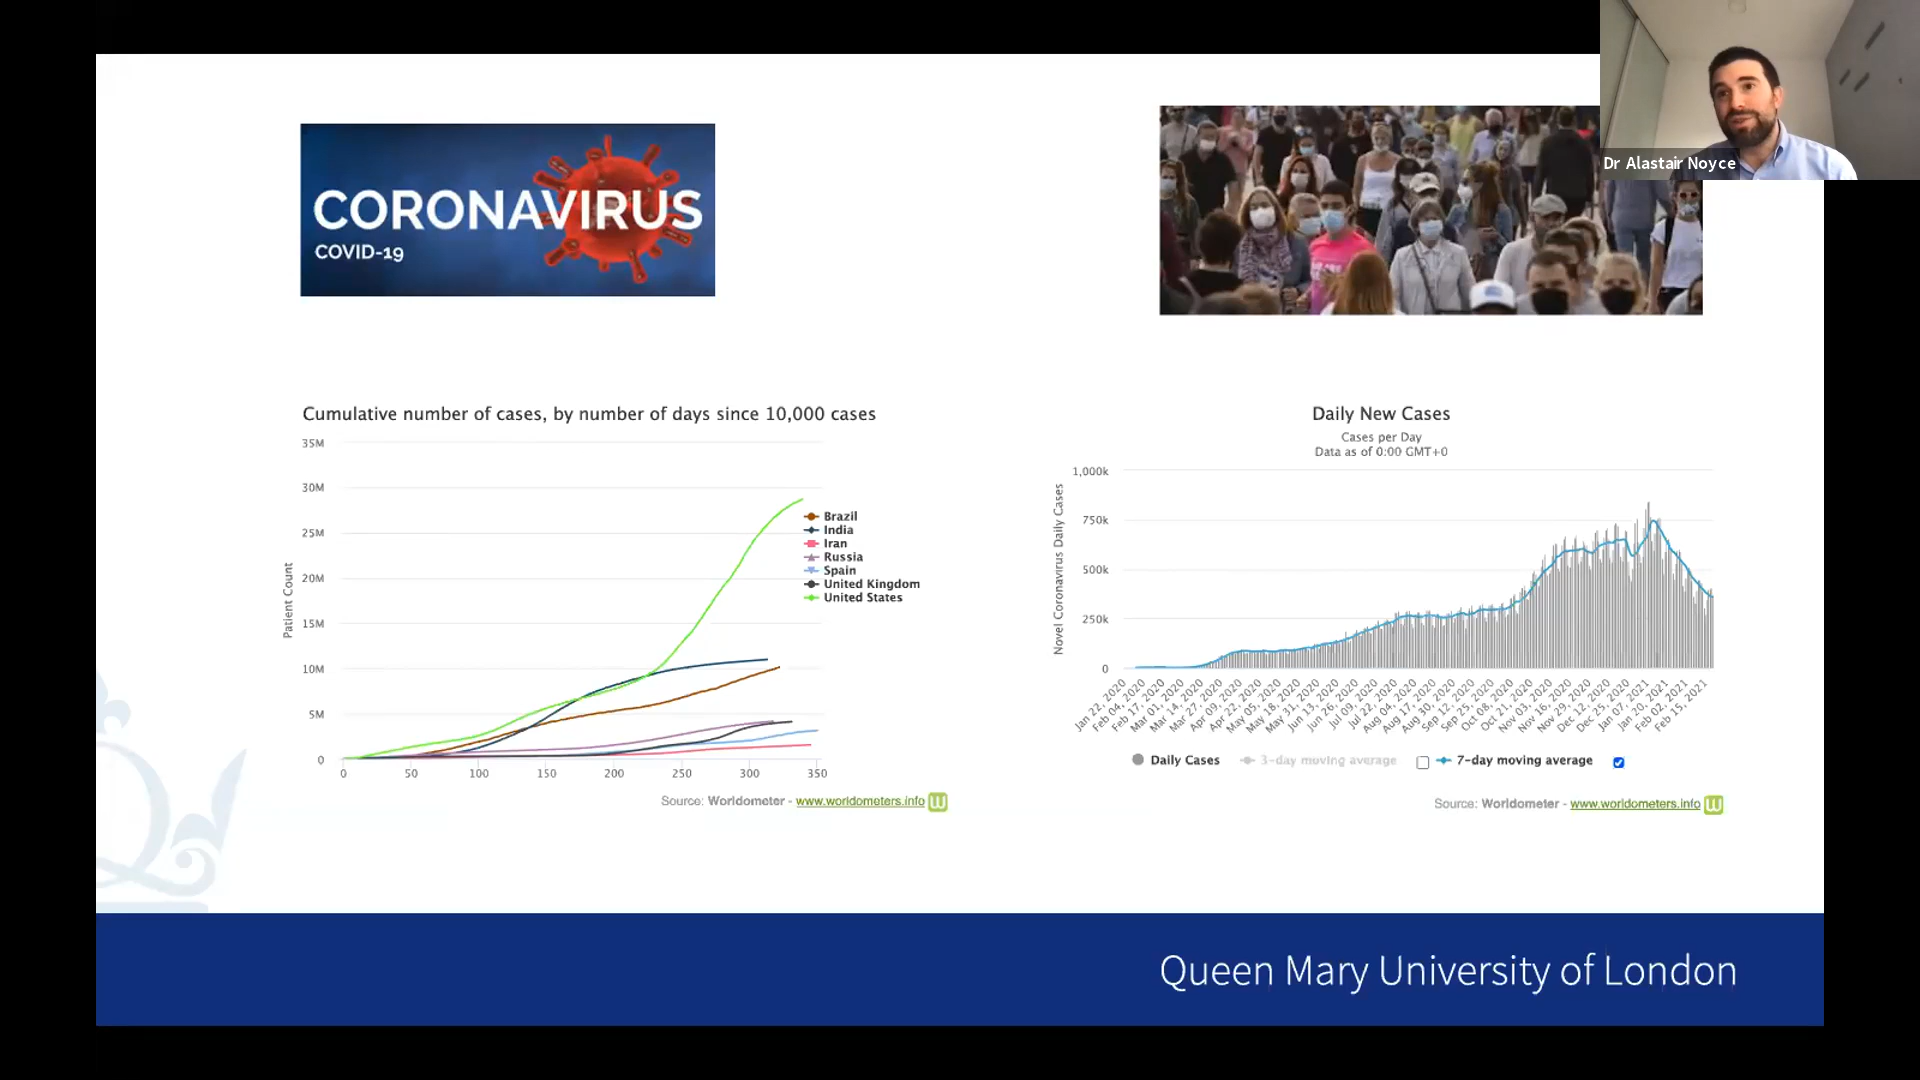 Dr Alastair Noyce
CORONAVIRUS
COVID-19
Cumulative number of cases, by number of days since 10,000 cases
35M
30M
25M
20M
15M
10M
5M
0
Patient Count
0 50 100 150 200 250 300 350
Brazil
India
Iran
Russia
Spain
United Kingdom
United States
Source: Worldometer - www.worldometers.info W
Daily New Cases
Cases per Day
Data as of 0:00 GMT+0
1,000k
750k
500k
250k
0
Novel Coronavirus Daily Cases
Jan 22, 2020
Feb 04, 2020
Feb 17, 2020
Mar 01, 2020
Mar 14, 2020
Mar 27, 2020
Apr 09, 2020
Apr 22, 2020
May 05, 2020
May 18, 2020
May 31, 2020
Jun 13, 2020
Jun 26, 2020
Jul 09, 2020
Jul 22, 2020
Aug 04, 2020
Aug 17, 2020
Aug 30, 2020
Sep 12, 2020
Sep 25, 2020
Oct 08, 2020
Oct 21, 2020
Nov 03, 2020
Nov 16, 2020
Nov 29, 2020
Dec 12, 2020
Dec 25, 2020
Jan 07, 2021
Jan 20, 2021
Feb 02, 2021
Feb 15, 2021
Daily Cases 3-day moving average 7-day moving average
Source: Worldometer - www.worldometers.info W
Queen Mary University of London